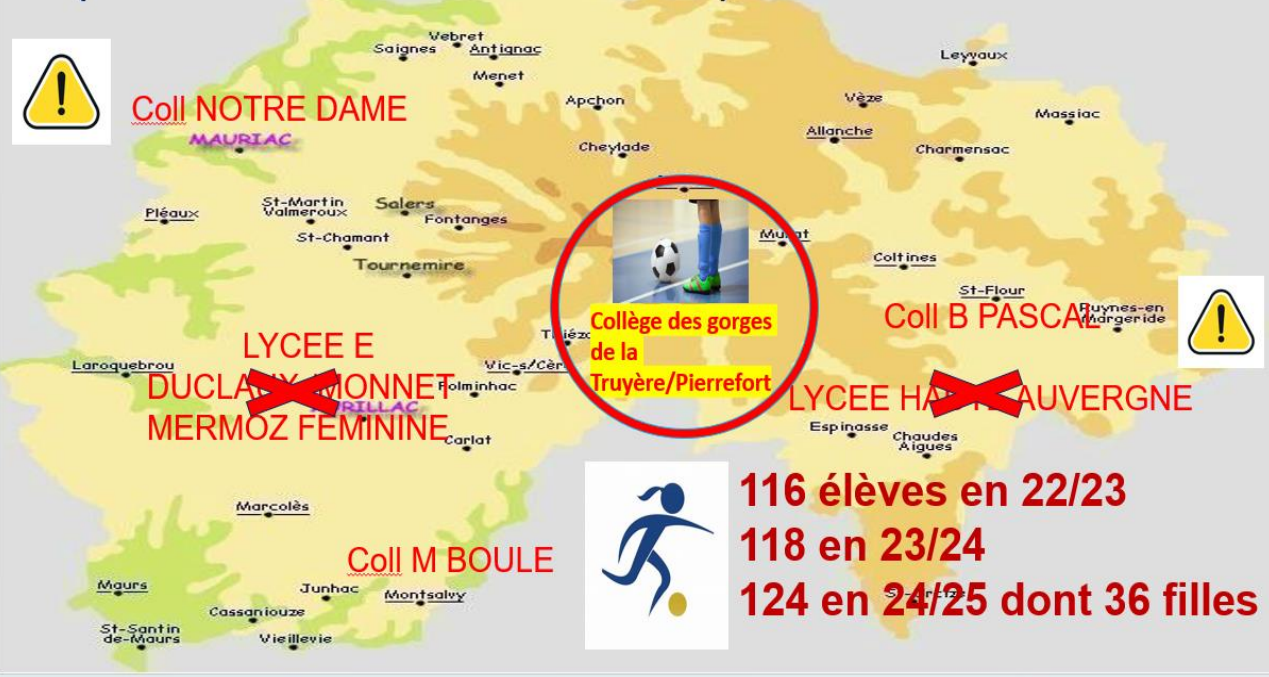 Vebret
Saignes
Antignac
Menet
Leyvaux
Apchon
Vèze
Massiac
Coll NOTRE DAME
MAURIAC
Allanche
Cheylade
Charmensac
Pléaux
St-Martin
Valmeroux
Salers
Fontanges
St-Chamant
Murat
Tournemire
Coltines
St-Flour
Ruynes-en
Margeride
Coll B PASCAL
Collège des gorges
de la
Truyère/Pierrefort
LYCEE E
DUCLAUX MONNET
MERMOZ FEMININE
AURILLAC
Laroquebrou
Vic-s/Cèr
Polminhac
Carlat
LYCEE HAUTE AUVERGNE
Espinasse
Chaudes
Aigues
116 élèves en 22/23
118 en 23/24
124 en 24/25 dont 36 filles
Marcolès
Coll M BOULE
Maurs
Junhac
Montsalvy
Cassaniouze
St-Santin
de-Maurs
Vieillevie